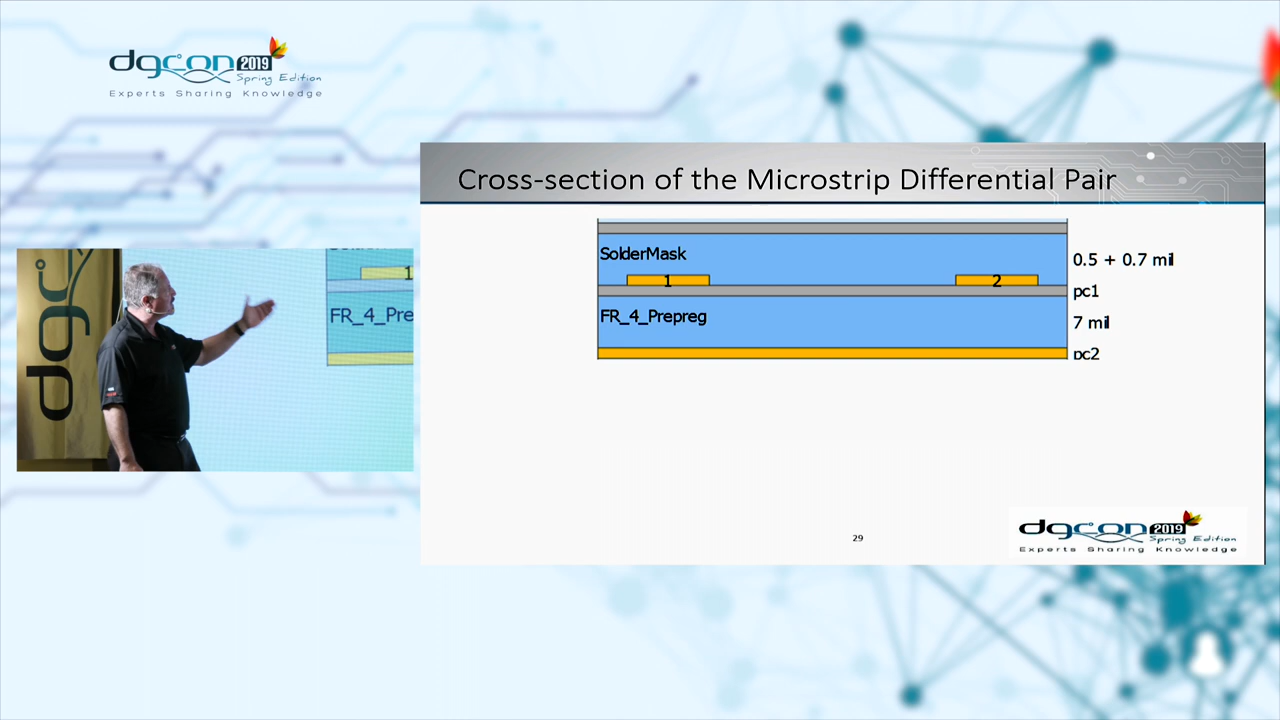 dgcon 2019
Spring Edition
Experts Sharing Knowledge
Cross-section of the Microstrip Differential Pair
SolderMask
0.5 + 0.7 mil
1
2
pc1
FR_4_Prepreg
7 mil
pc2
dgc
1
FR_4_Pre
29
dgcon 2019
Spring Edition
Experts Sharing Knowledge